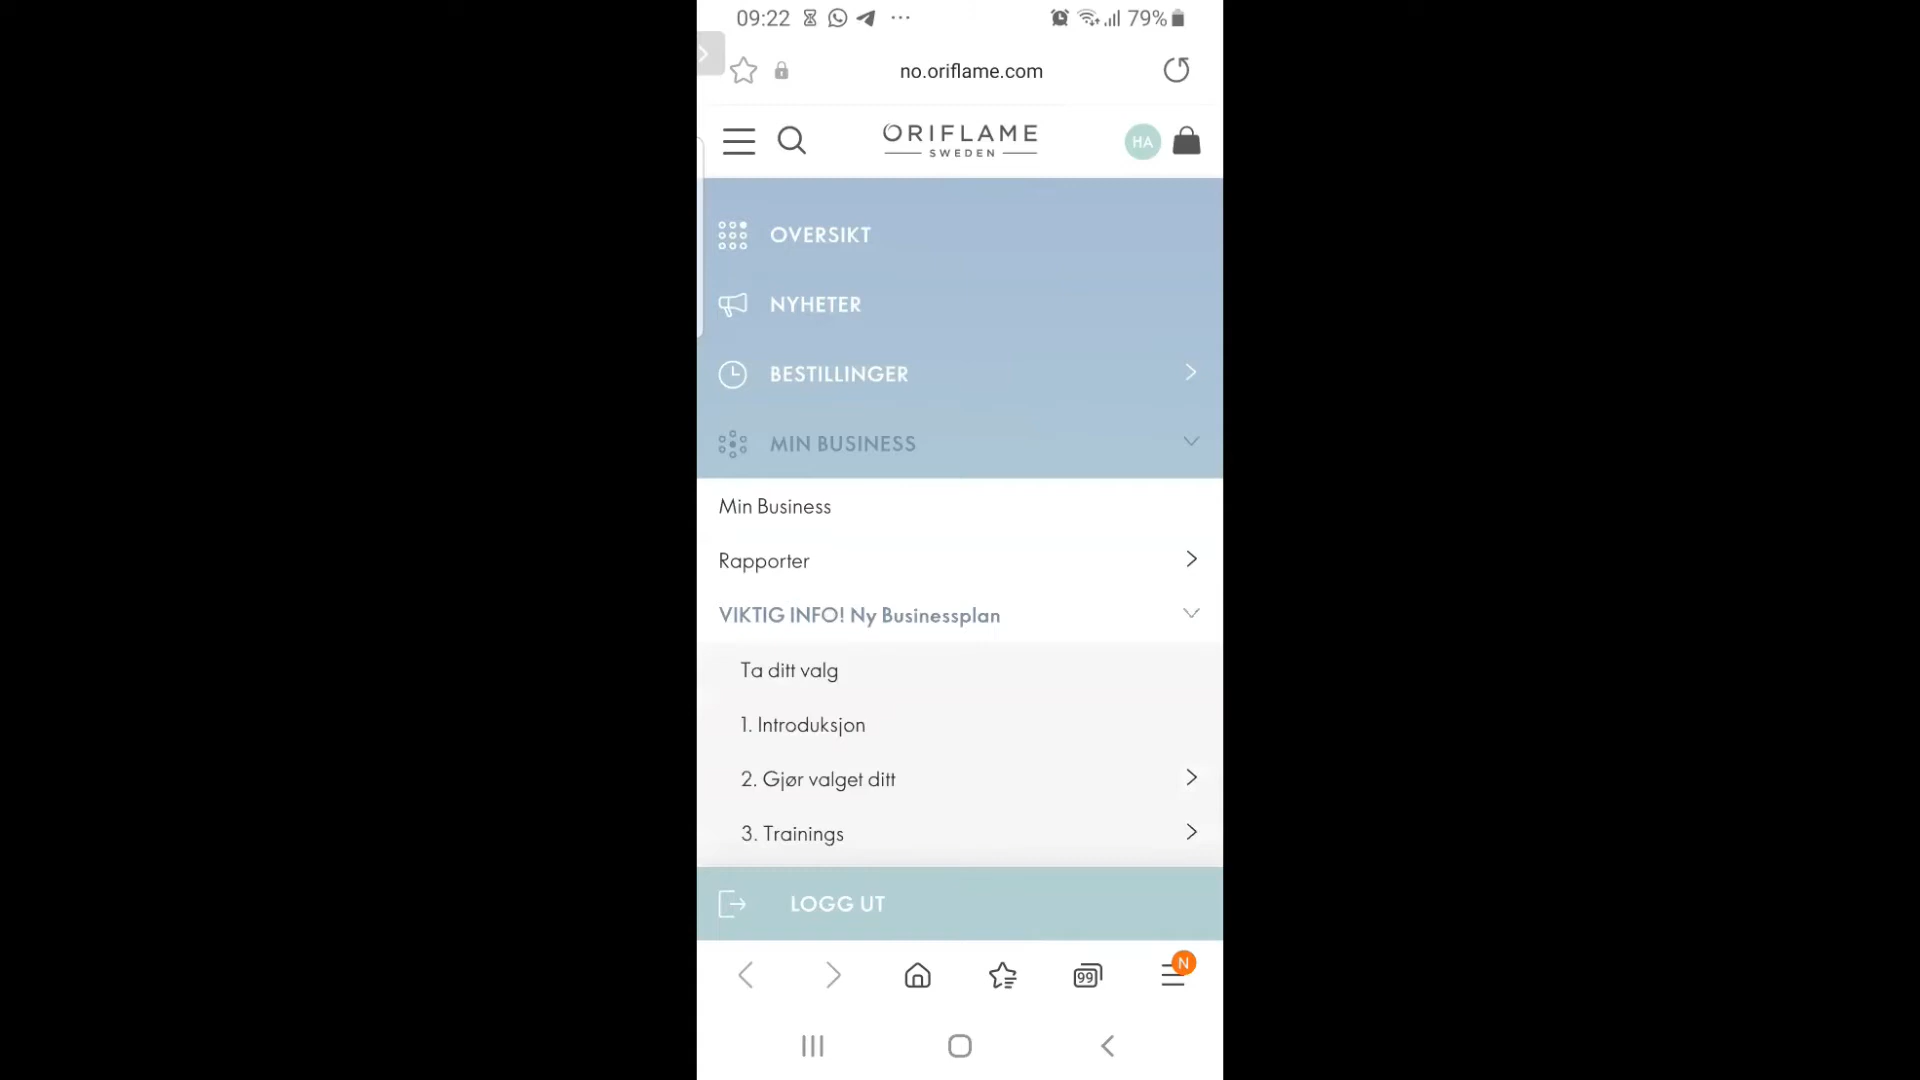 09:22 79%
no.oriflame.com
ORIFLAME
SWEDEN
HA
OVERSIKT
NYHETER
BESTILLINGER
MIN BUSINESS
Min Business
Rapporter
VIKTIG INFO! Ny Businessplan
Ta ditt valg
1. Introduksjon
2. Gjør valget ditt
3. Trainings
LOGG UT
99
N